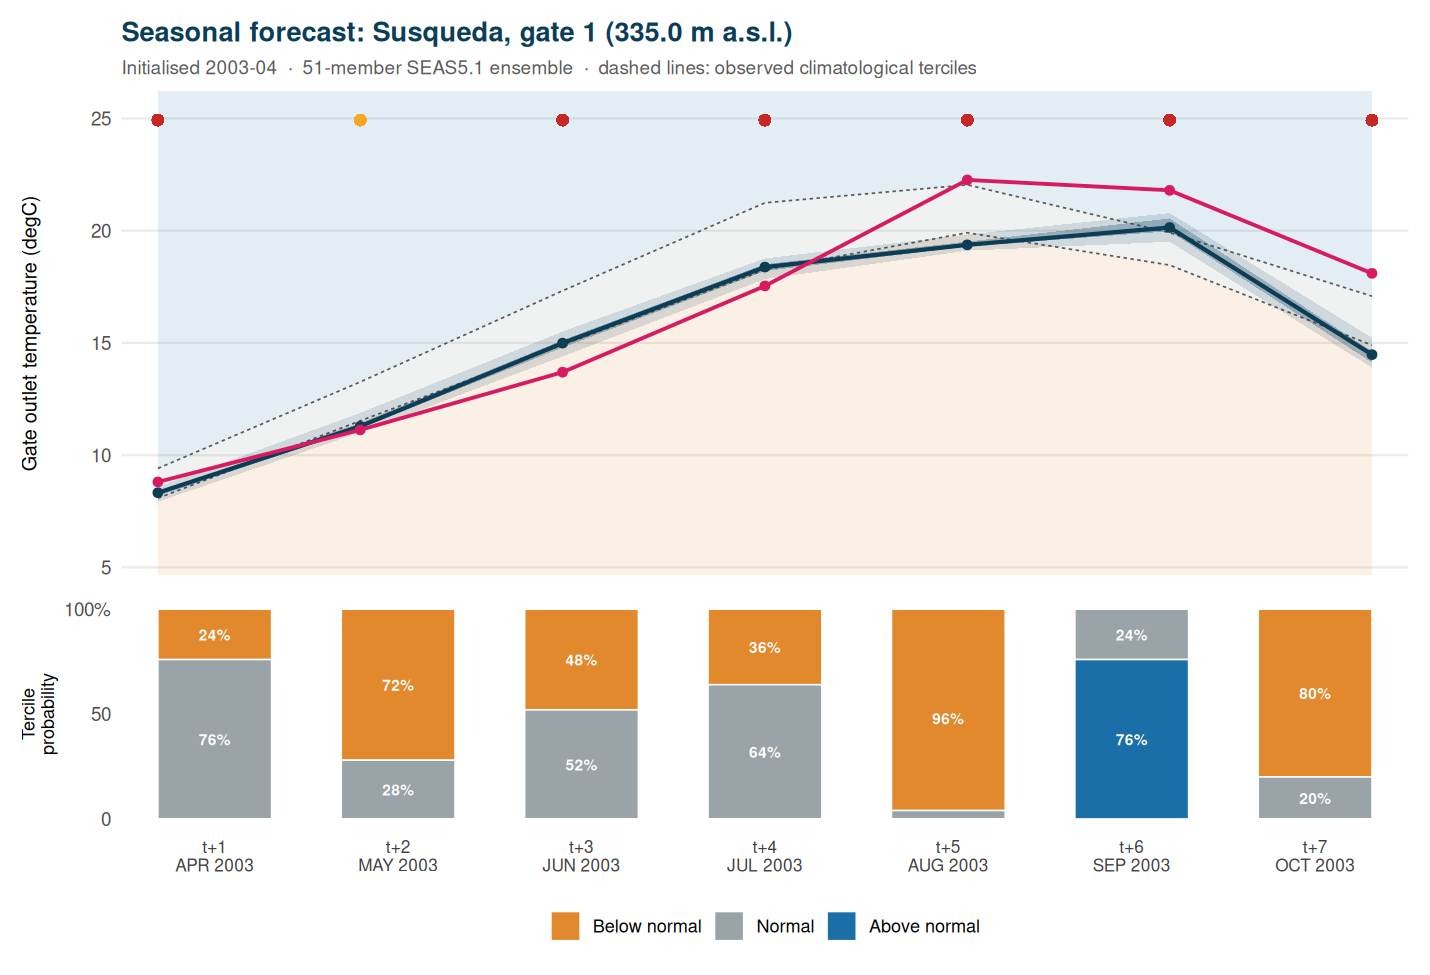 Seasonal forecast: Susqueda, gate 1 (335.0 m a.s.l.)
Initialised 2003-04 · 51-member SEAS5.1 ensemble · dashed lines: observed climatological terciles
Gate outlet temperature (degC)
25
20
15
10
5
Tercile
probability
100%
50
0
24%
76%
72%
28%
48%
52%
36%
64%
96%
24%
76%
80%
20%
t+1
APR 2003
t+2
MAY 2003
t+3
JUN 2003
t+4
JUL 2003
t+5
AUG 2003
t+6
SEP 2003
t+7
OCT 2003
Below normal
Normal
Above normal